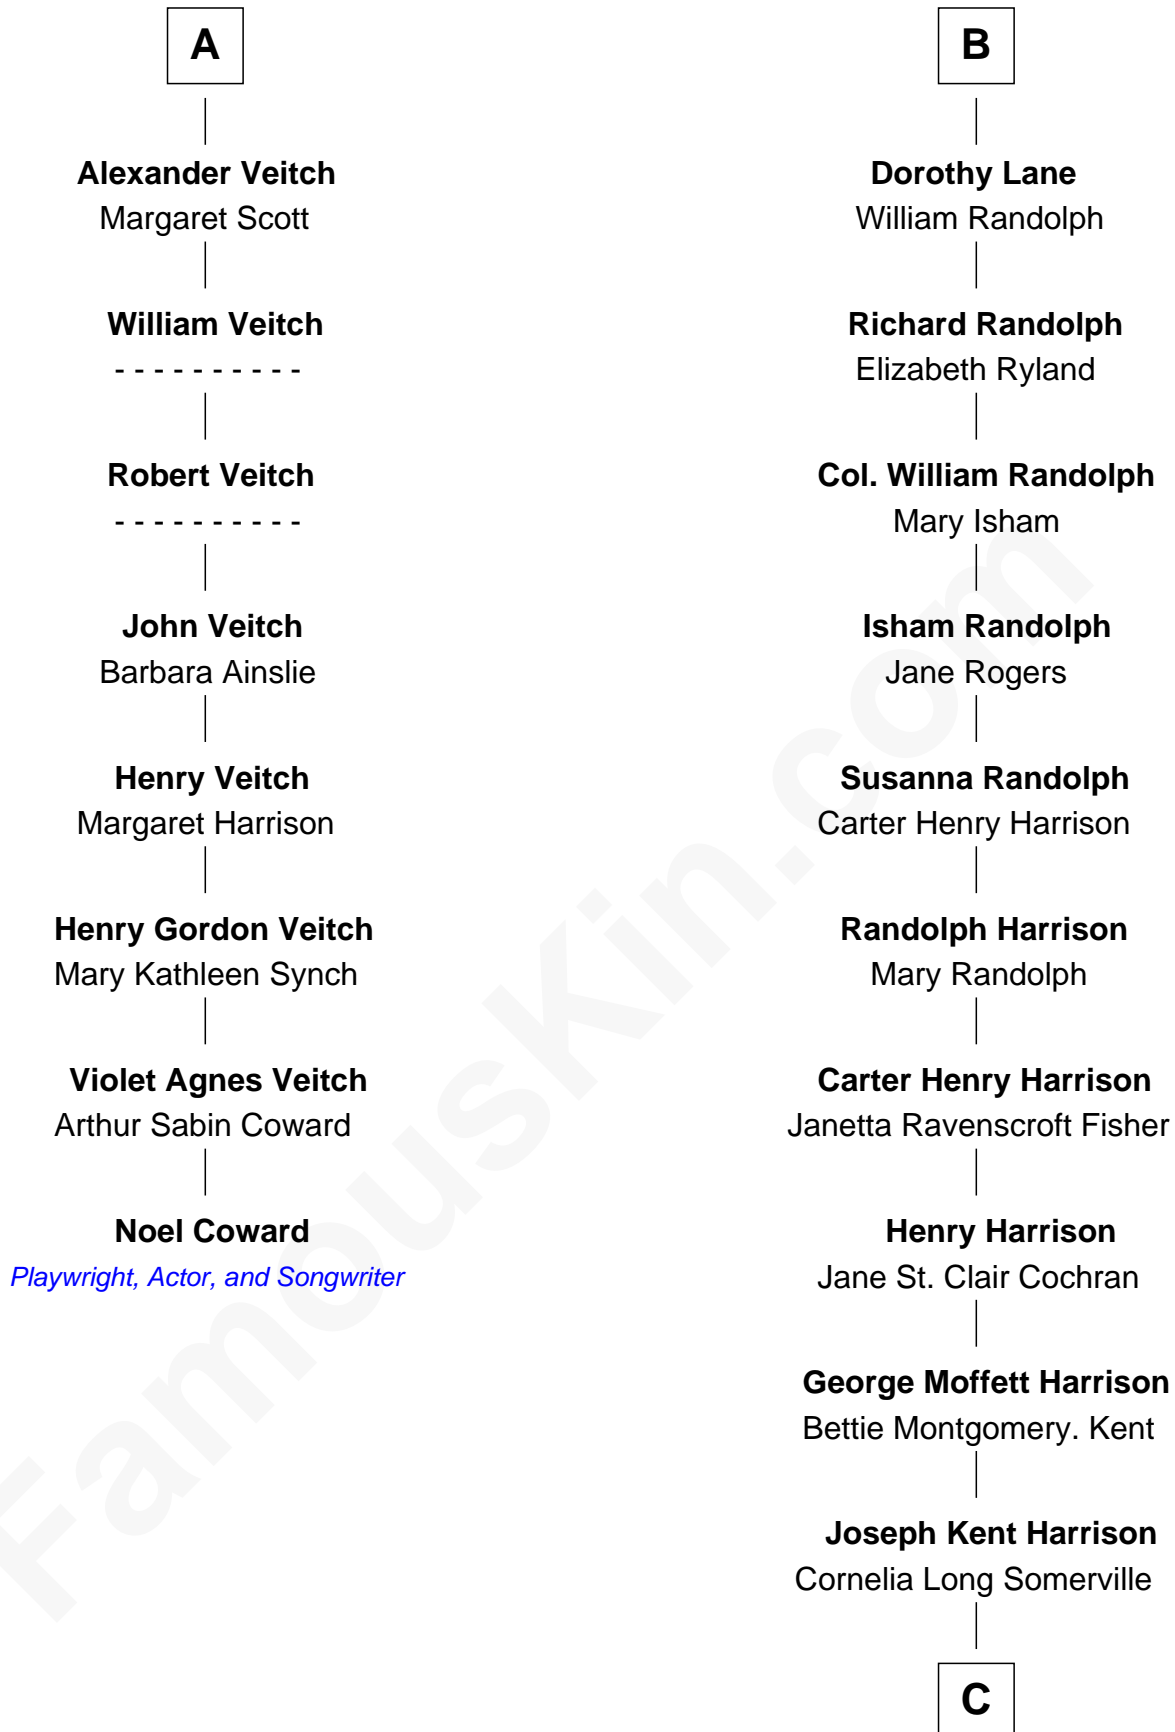 A
Alexander Veitch
Margaret Scott
William Veitch
- - - - - - - - - -
Robert Veitch
- - - - - - - - - -
John Veitch
Barbara Ainslie
Henry Veitch
Margaret Harrison
Henry Gordon Veitch
Mary Kathleen Synch
Violet Agnes Veitch
Arthur Sabin Coward
Noel Coward
Playwright, Actor, and Songwriter
B
Dorothy Lane
William Randolph
Richard Randolph
Elizabeth Ryland
Col. William Randolph
Mary Isham
Isham Randolph
Jane Rogers
Susanna Randolph
Carter Henry Harrison
Randolph Harrison
Mary Randolph
Carter Henry Harrison
Janetta Ravenscroft Fisher
Henry Harrison
Jane St. Clair Cochran
George Moffett Harrison
Bettie Montgomery. Kent
Joseph Kent Harrison
Cornelia Long Somerville
C
FamousKin.com